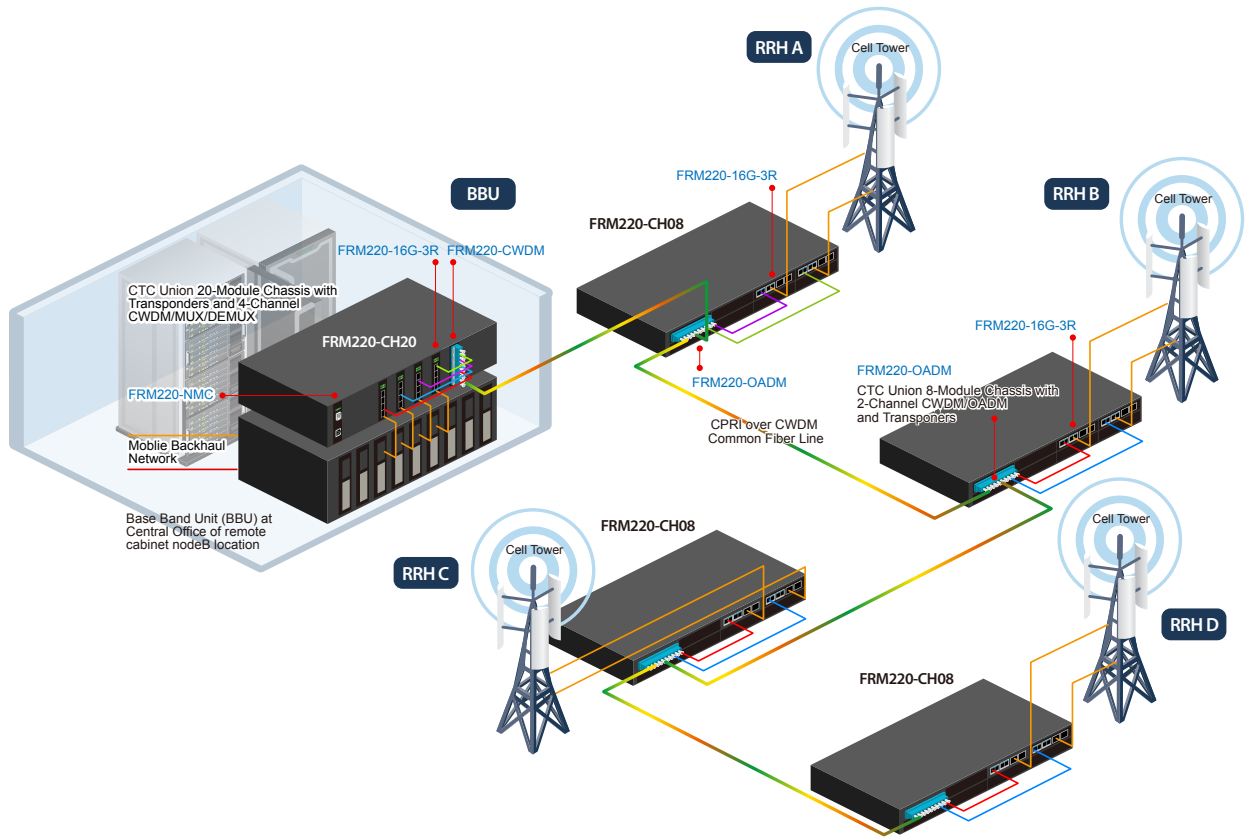 RRH A
Cell Tower
FRM220-16G-3R
FRM220-CH08
RRH B
Cell Tower
BBU
FRM220-16G-3R
FRM220-CWDM
CTC Union 20-Module Chassis with
Transponders and 4-Channel
CWDM/MUX/DEMUX
FRM220-CH20
FRM220-NMC
Moblie Backhaul
Network
Base Band Unit (BBU) at
Central Office of remote
cabinet nodeB location
FRM220-OADM
FRM220-16G-3R
FRM220-OADM
CTC Union 8-Module Chassis with
2-Channel CWDM/OADM
and Transponers
CPRI over CWDM
Common Fiber Line
FRM220-CH08
Cell Tower
RRH C
Cell Tower
RRH D
FRM220-CH08